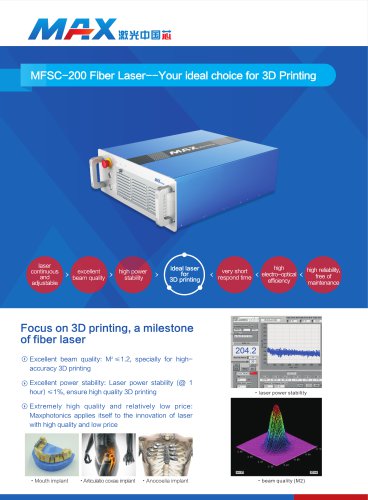 MAX 激光中国芯
MFSC-200 Fiber Laser—Your ideal choice for 3D Printing
MAX
laser
continuous
and
adjustable
excellent
beam quality
high power
stability
Ideal laser
for
3D printing
very short
respond time
high
electro-optical
efficiency
high reliability,
free of
maintenance
Focus on 3D printing, a milestone
of fiber laser
Excellent beam quality: M²≤1.2, specially for high-
accuracy 3D printing
Excellent power stability: Laser power stability (@ 1
hour) ≤1%, ensure high quality 3D printing
Extremely high quality and relatively low price:
Maxphotonics applies itself to the innovation of laser
with high quality and low price
204.2
- laser power stability
- Mouth implant
- Articulatio coxae implant
- Anocoelia implant
- beam quality (M2)